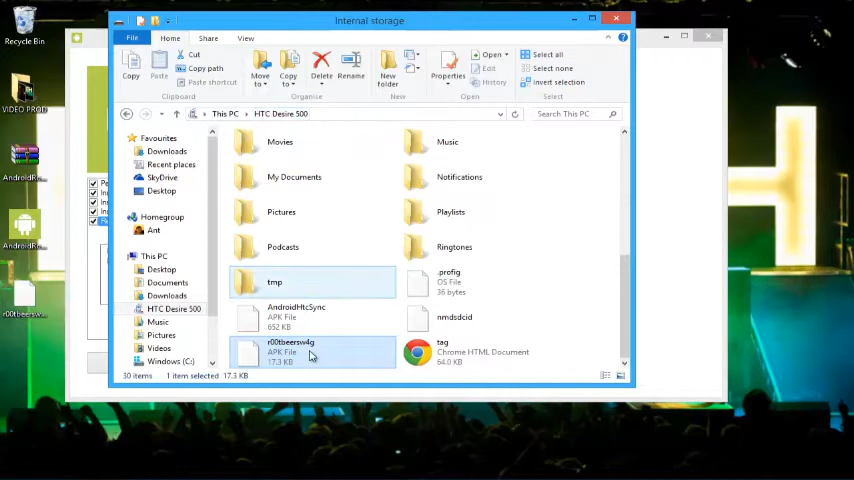 Recycle Bin
VIDEO PROD
AndroidRe...
AndroidRe...
r00tbeersw...
Internal storage
File
Home
Share
View
Copy
Paste
Cut
Copy path
Paste shortcut
Clipboard
Move to
Copy to
Delete
Rename
Organise
New folder
New
Properties
Open
Edit
History
Open
Select all
Select none
Invert selection
Select
This PC
HTC Desire 500
Search This PC
Favourites
Downloads
Recent places
SkyDrive
Desktop
Homegroup
Ant
This PC
Desktop
Documents
Downloads
HTC Desire 500
Music
Pictures
Videos
Windows (C:)
Movies
Music
My Documents
Notifications
Pictures
Playlists
Podcasts
Ringtones
tmp
.profig
OS File
36 bytes
AndroidHtcSync
APK File
652 KB
nmdsdcid
r00tbeersw4g
APK File
17.3 KB
tag
Chrome HTML Document
64.0 KB
30 items
1 item selected 17.3 KB